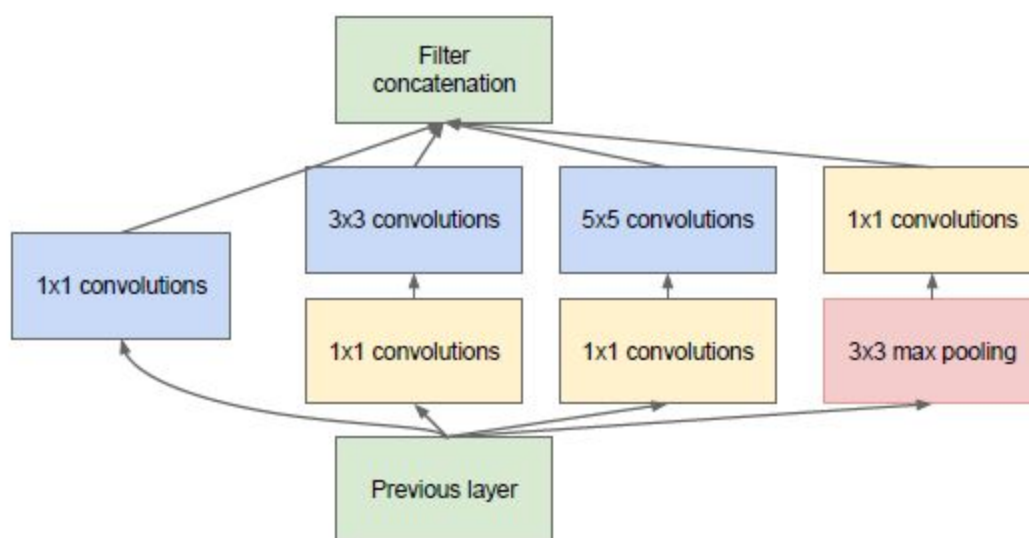 Filter
concatenation
3x3 convolutions
5x5 convolutions
1x1 convolutions
1x1 convolutions
1x1 convolutions
1x1 convolutions
3x3 max pooling
Previous layer